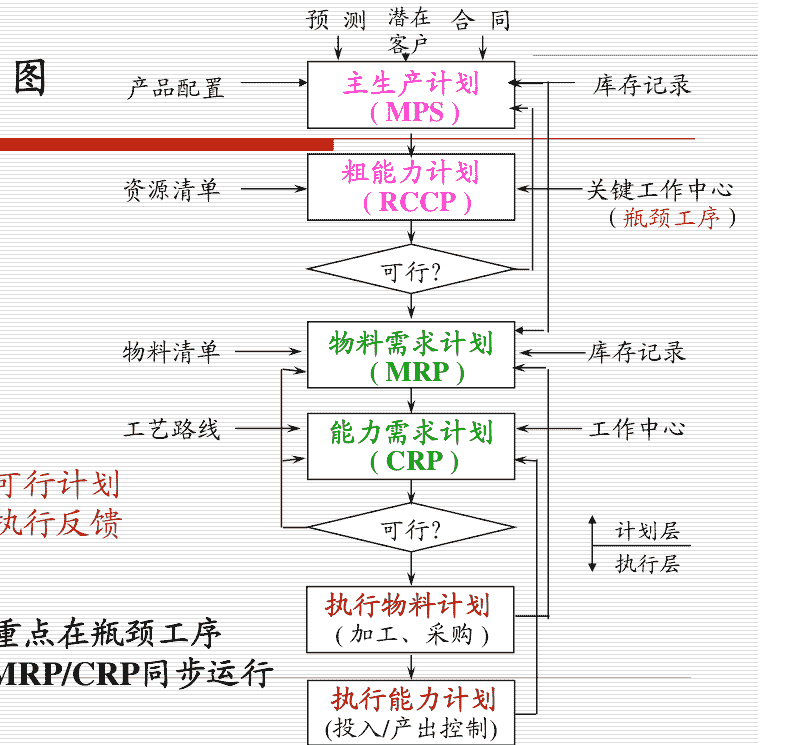 预 测
潜在
客户
合 同
图
产品配置
主生产计划
( MPS )
库存记录
资源清单
粗能力计划
( RCCP )
关键工作中心
( 瓶颈工序 )
可行?
物料清单
物料需求计划
( MRP )
库存记录
工艺路线
能力需求计划
( CRP )
工作中心
可行计划
执行反馈
可行?
计划层
执行层
执行物料计划
( 加工、采购 )
重点在瓶颈工序
MRP/CRP同步运行
执行能力计划
(投入/产出控制)